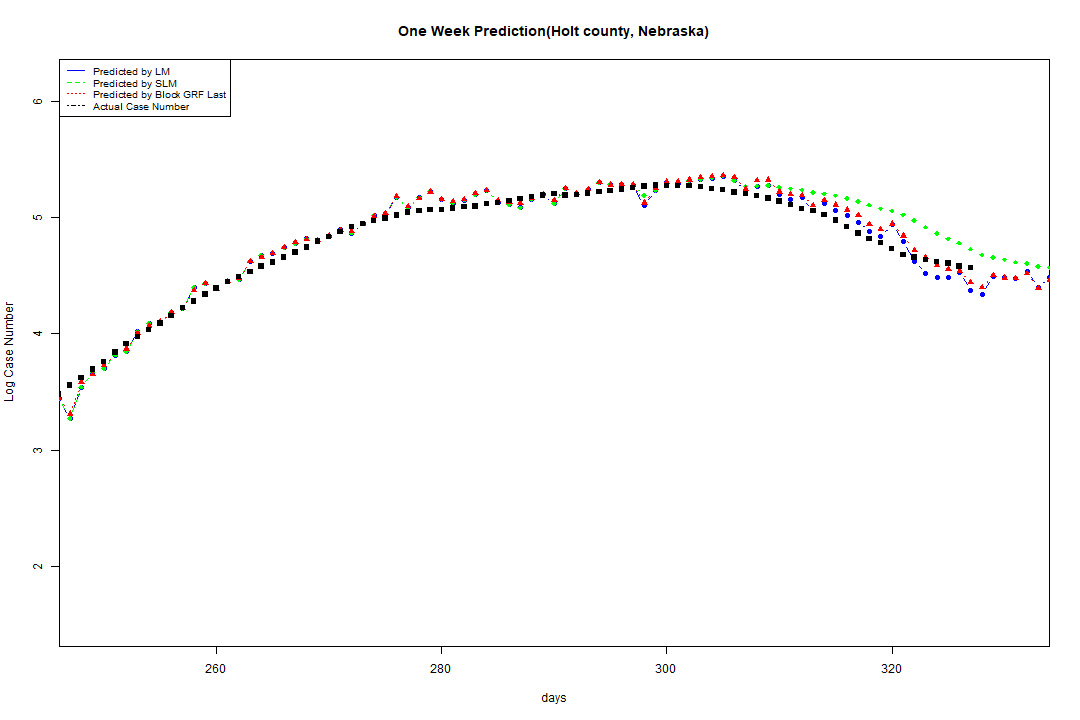 One Week Prediction(Holt county, Nebraska)
Predicted by LM
Predicted by SLM
Predicted by Block GRF Last
Actual Case Number
6
5
4
3
2
Log Case Number
260 280 300 320
days